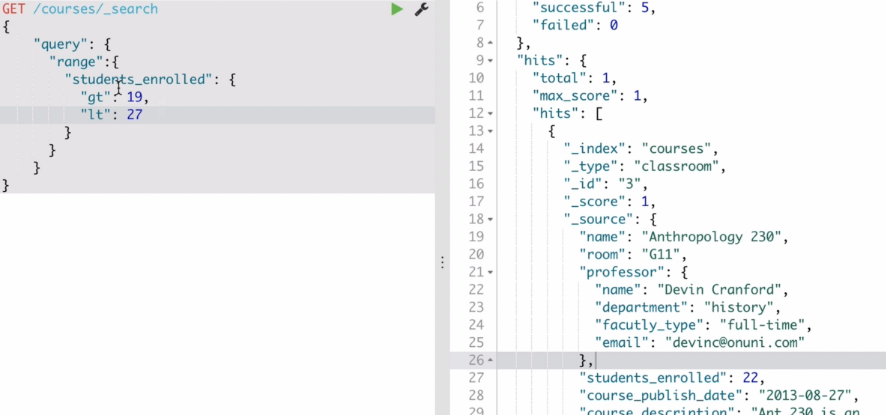 GET /courses/_search
{
"query": {
"range":{
"students_enrolled": {
"gt": 19,
"lt": 27
}
}
}
}
6 "successful": 5,
7 "failed": 0
8 },
9 "hits": {
10 "total": 1,
11 "max_score": 1,
12 "hits": [
13 {
14 "_index": "courses",
15 "_type": "classroom",
16 "_id": "3",
17 "_score": 1,
18 "_source": {
19 "name": "Anthropology 230",
20 "room": "G11",
21 "professor": {
22 "name": "Devin Cranford",
23 "department": "history",
24 "facutly_type": "full-time",
25 "email": "devinc@onuni.com"
26 },
27 "students_enrolled": 22,
28 "course_publish_date": "2013-08-27",
29 "course_description": "Ant 230 is an